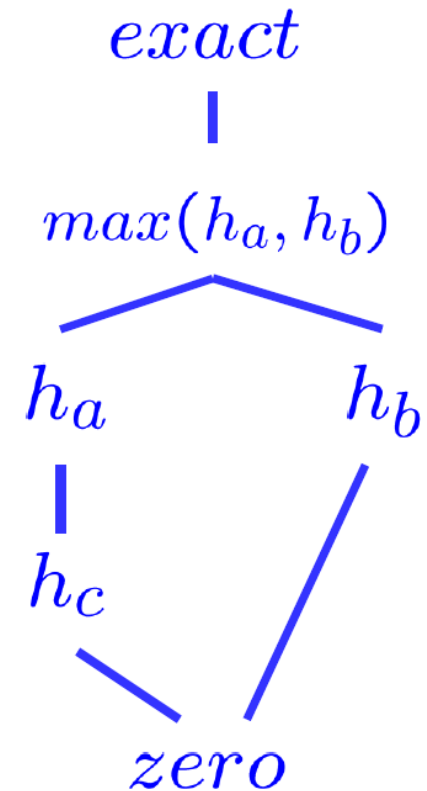 exact
max(h_a, h_b)
h_a h_b
h_c
zero